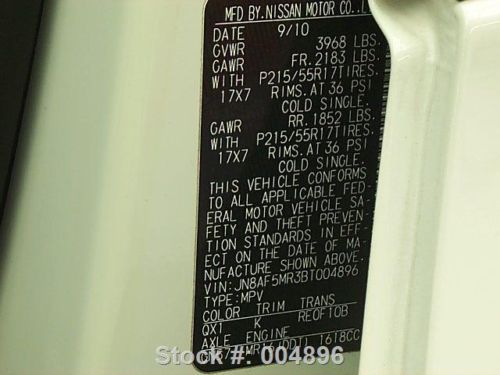 MFD BY. NISSAN MOTOR CO.,
DATE 9/10
GVWR 3968 LBS.
GAWR FR. 2183 LBS.
WITH P215/55R17TIRES.
17X7 RIMS. AT 36 PSI
COLD SINGLE.
GAWR RR. 1852 LBS.
WITH P215/55R17TIRES.
17X7 RIMS. AT 36 PSI
COLD SINGLE.
THIS VEHICLE CONFORMS
TO ALL APPLICABLE FED-
ERAL MOTOR VEHICLE SA-
FETY AND THEFT PREVEN-
TION STANDARDS IN EFF-
ECT ON THE DATE OF MA-
NUFACTURE SHOWN ABOVE.
VIN: JN8AF5MR3BT004896
TYPE: MPV
COLOR TRIM TRANS
QX1 K RE0F10B
AXLE ENGINE
1618CC
Stock #: 004896